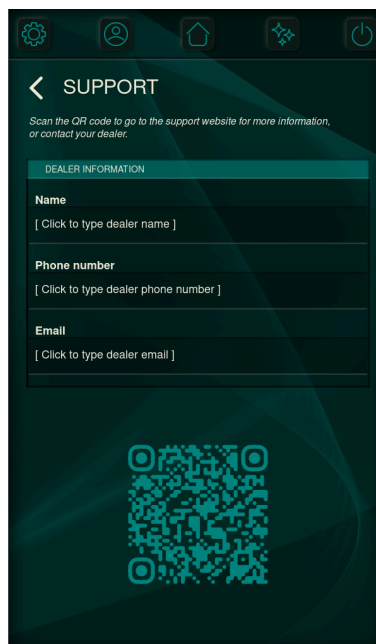 SUPPORT
Scan the QR code to go to the support website for more information,
or contact your dealer.
DEALER INFORMATION
Name
[ Click to type dealer name ]
Phone number
[ Click to type dealer phone number ]
Email
[ Click to type dealer email ]